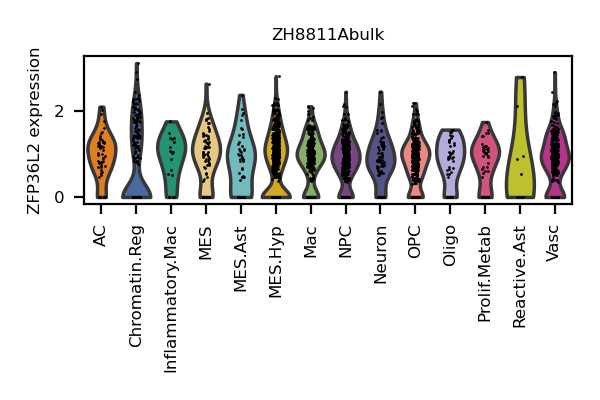 ZH8811Abulk
ZFP36L2 expression
2
0
AC
Chromatin.Reg
Inflammatory.Mac
MES
MES.Ast
MES.Hyp
Mac
NPC
Neuron
OPC
Oligo
Prolif.Metab
Reactive.Ast
Vasc